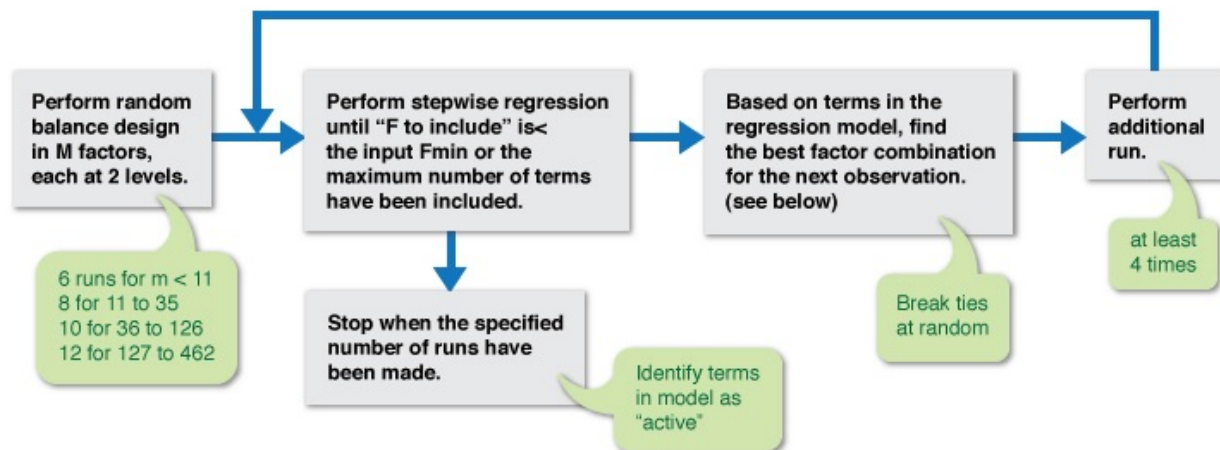 Perform random
balance design
in M factors,
each at 2 levels.
6 runs for m < 11
8 for 11 to 35
10 for 36 to 126
12 for 127 to 462
Perform stepwise regression
until “F to include” is<
the input Fmin or the
maximum number of terms
have been included.
Stop when the specified
number of runs have
been made.
Identify terms
in model as
“active”
Based on terms in the
regression model, find
the best factor combination
for the next observation.
(see below)
Break ties
at random
Perform
additional
run.
at least
4 times